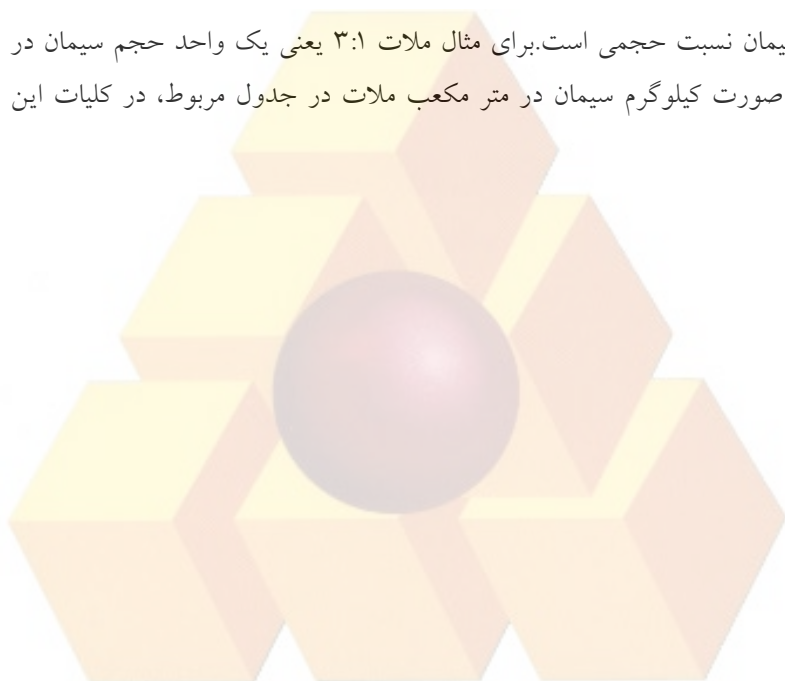 یمان نسبت حجمی است.برای مثال ملات ۳:۱ یعنی یک واحد حجم سیمان در
صورت کیلوگرم سیمان در متر مکعب ملات در جدول مربوط، در کلیات این